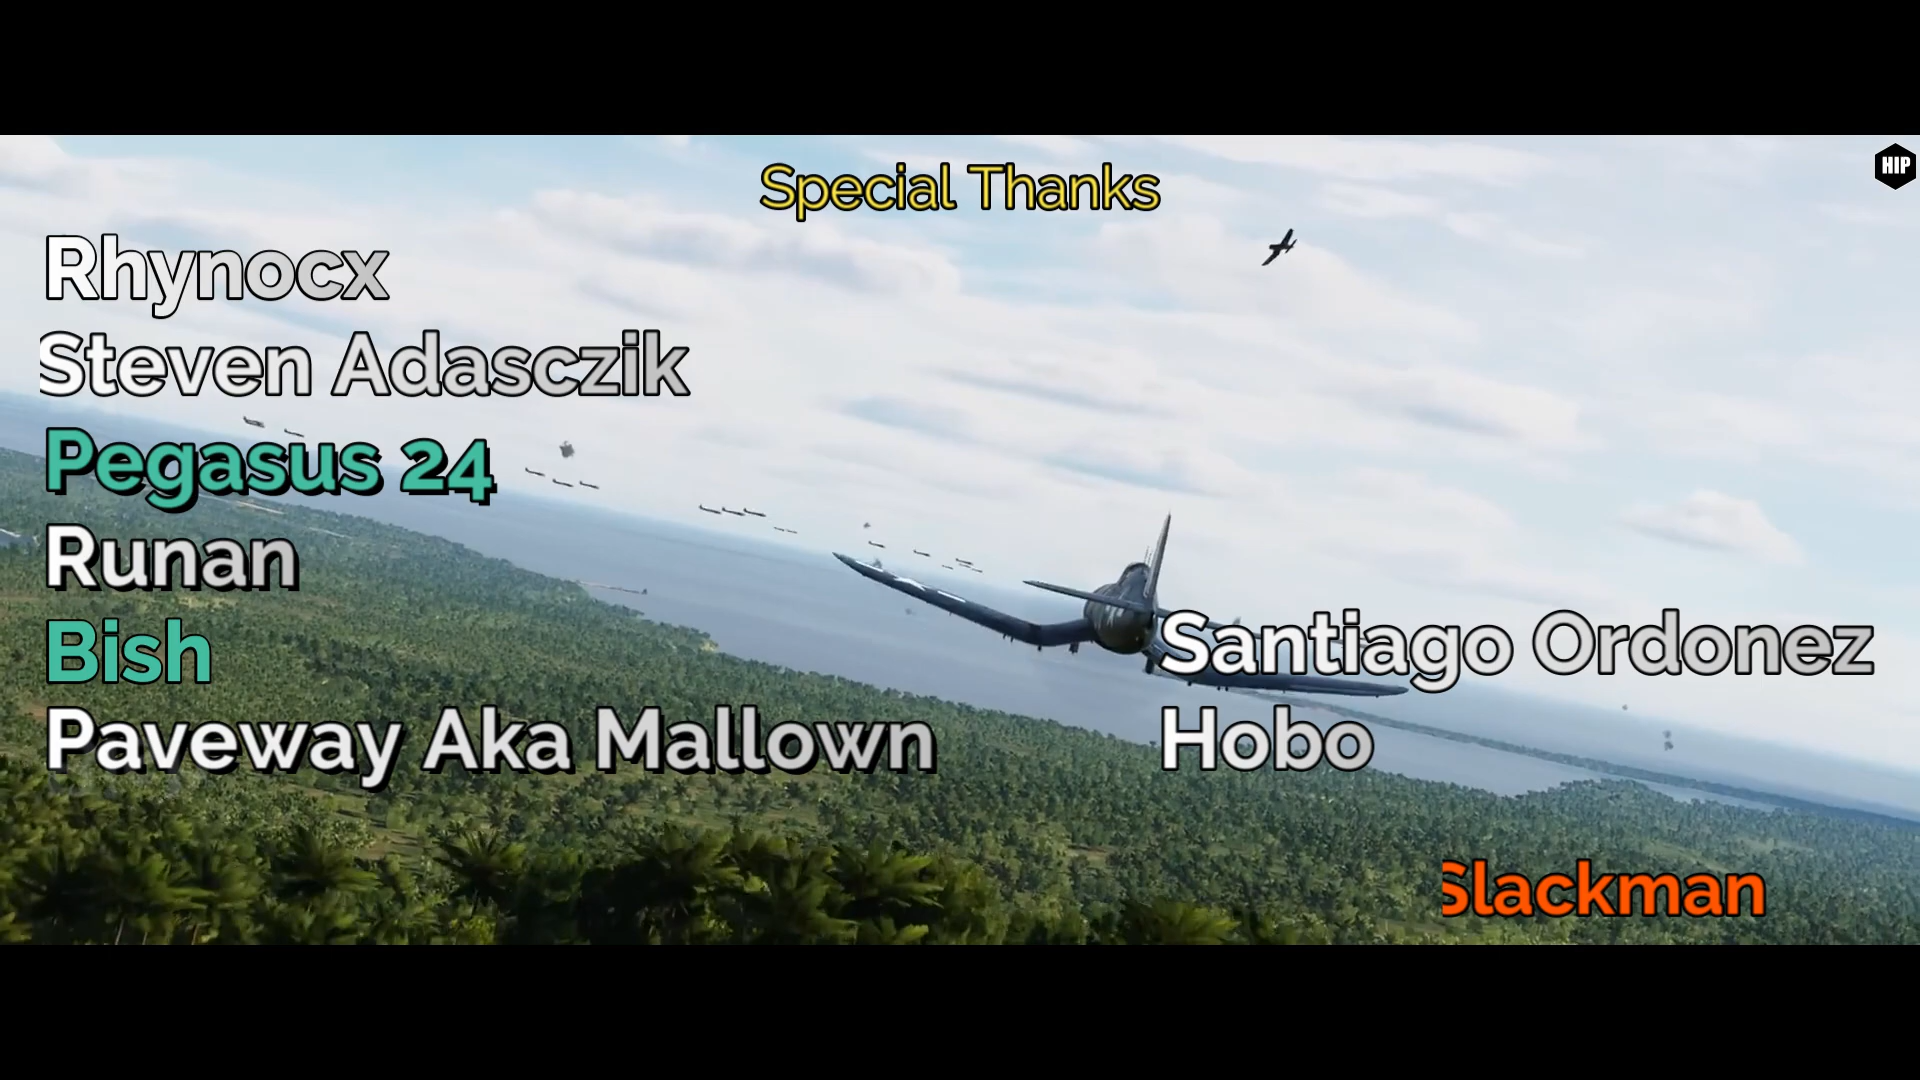 HIP
Special Thanks
Rhynocx
Steven Adasczik
Pegasus 24
Runan
Bish
Paveway Aka Mallown
Santiago Ordonez
Hobo
Slackman